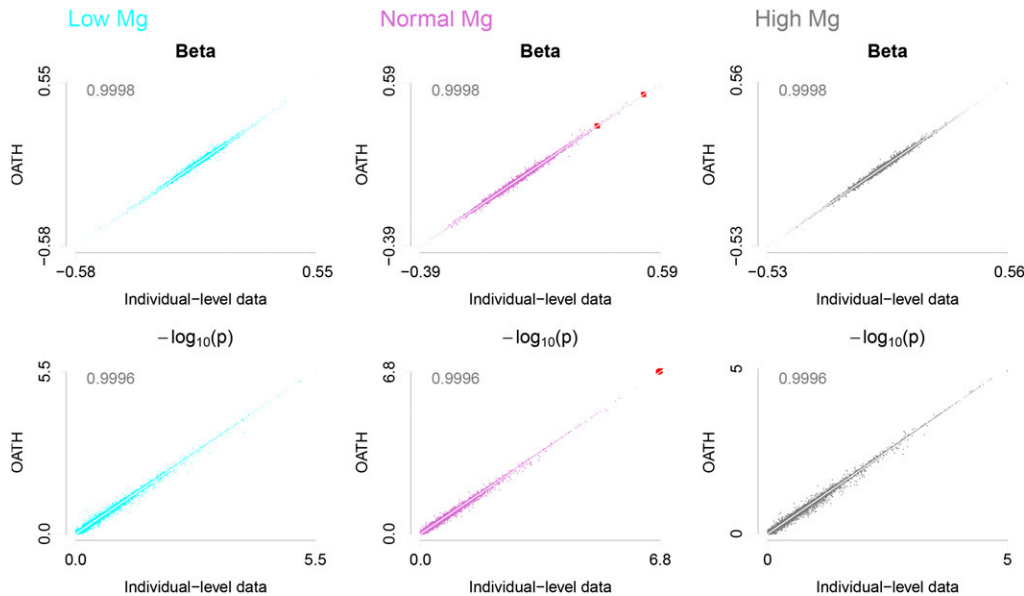 Low Mg
Normal Mg
High Mg
Beta
Beta
Beta
0.55
0.9998
OATH
−0.58
−0.58
0.55
Individual−level data
0.59
0.9998
OATH
−0.39
−0.39
0.59
Individual−level data
0.56
0.9998
OATH
−0.53
−0.53
0.56
Individual−level data
−log₁₀(p)
−log₁₀(p)
−log₁₀(p)
5.5
0.9996
OATH
0.0
0.0
5.5
Individual−level data
6.8
0.9996
OATH
0.0
0.0
6.8
Individual−level data
5
0.9996
OATH
0
0
5
Individual−level data